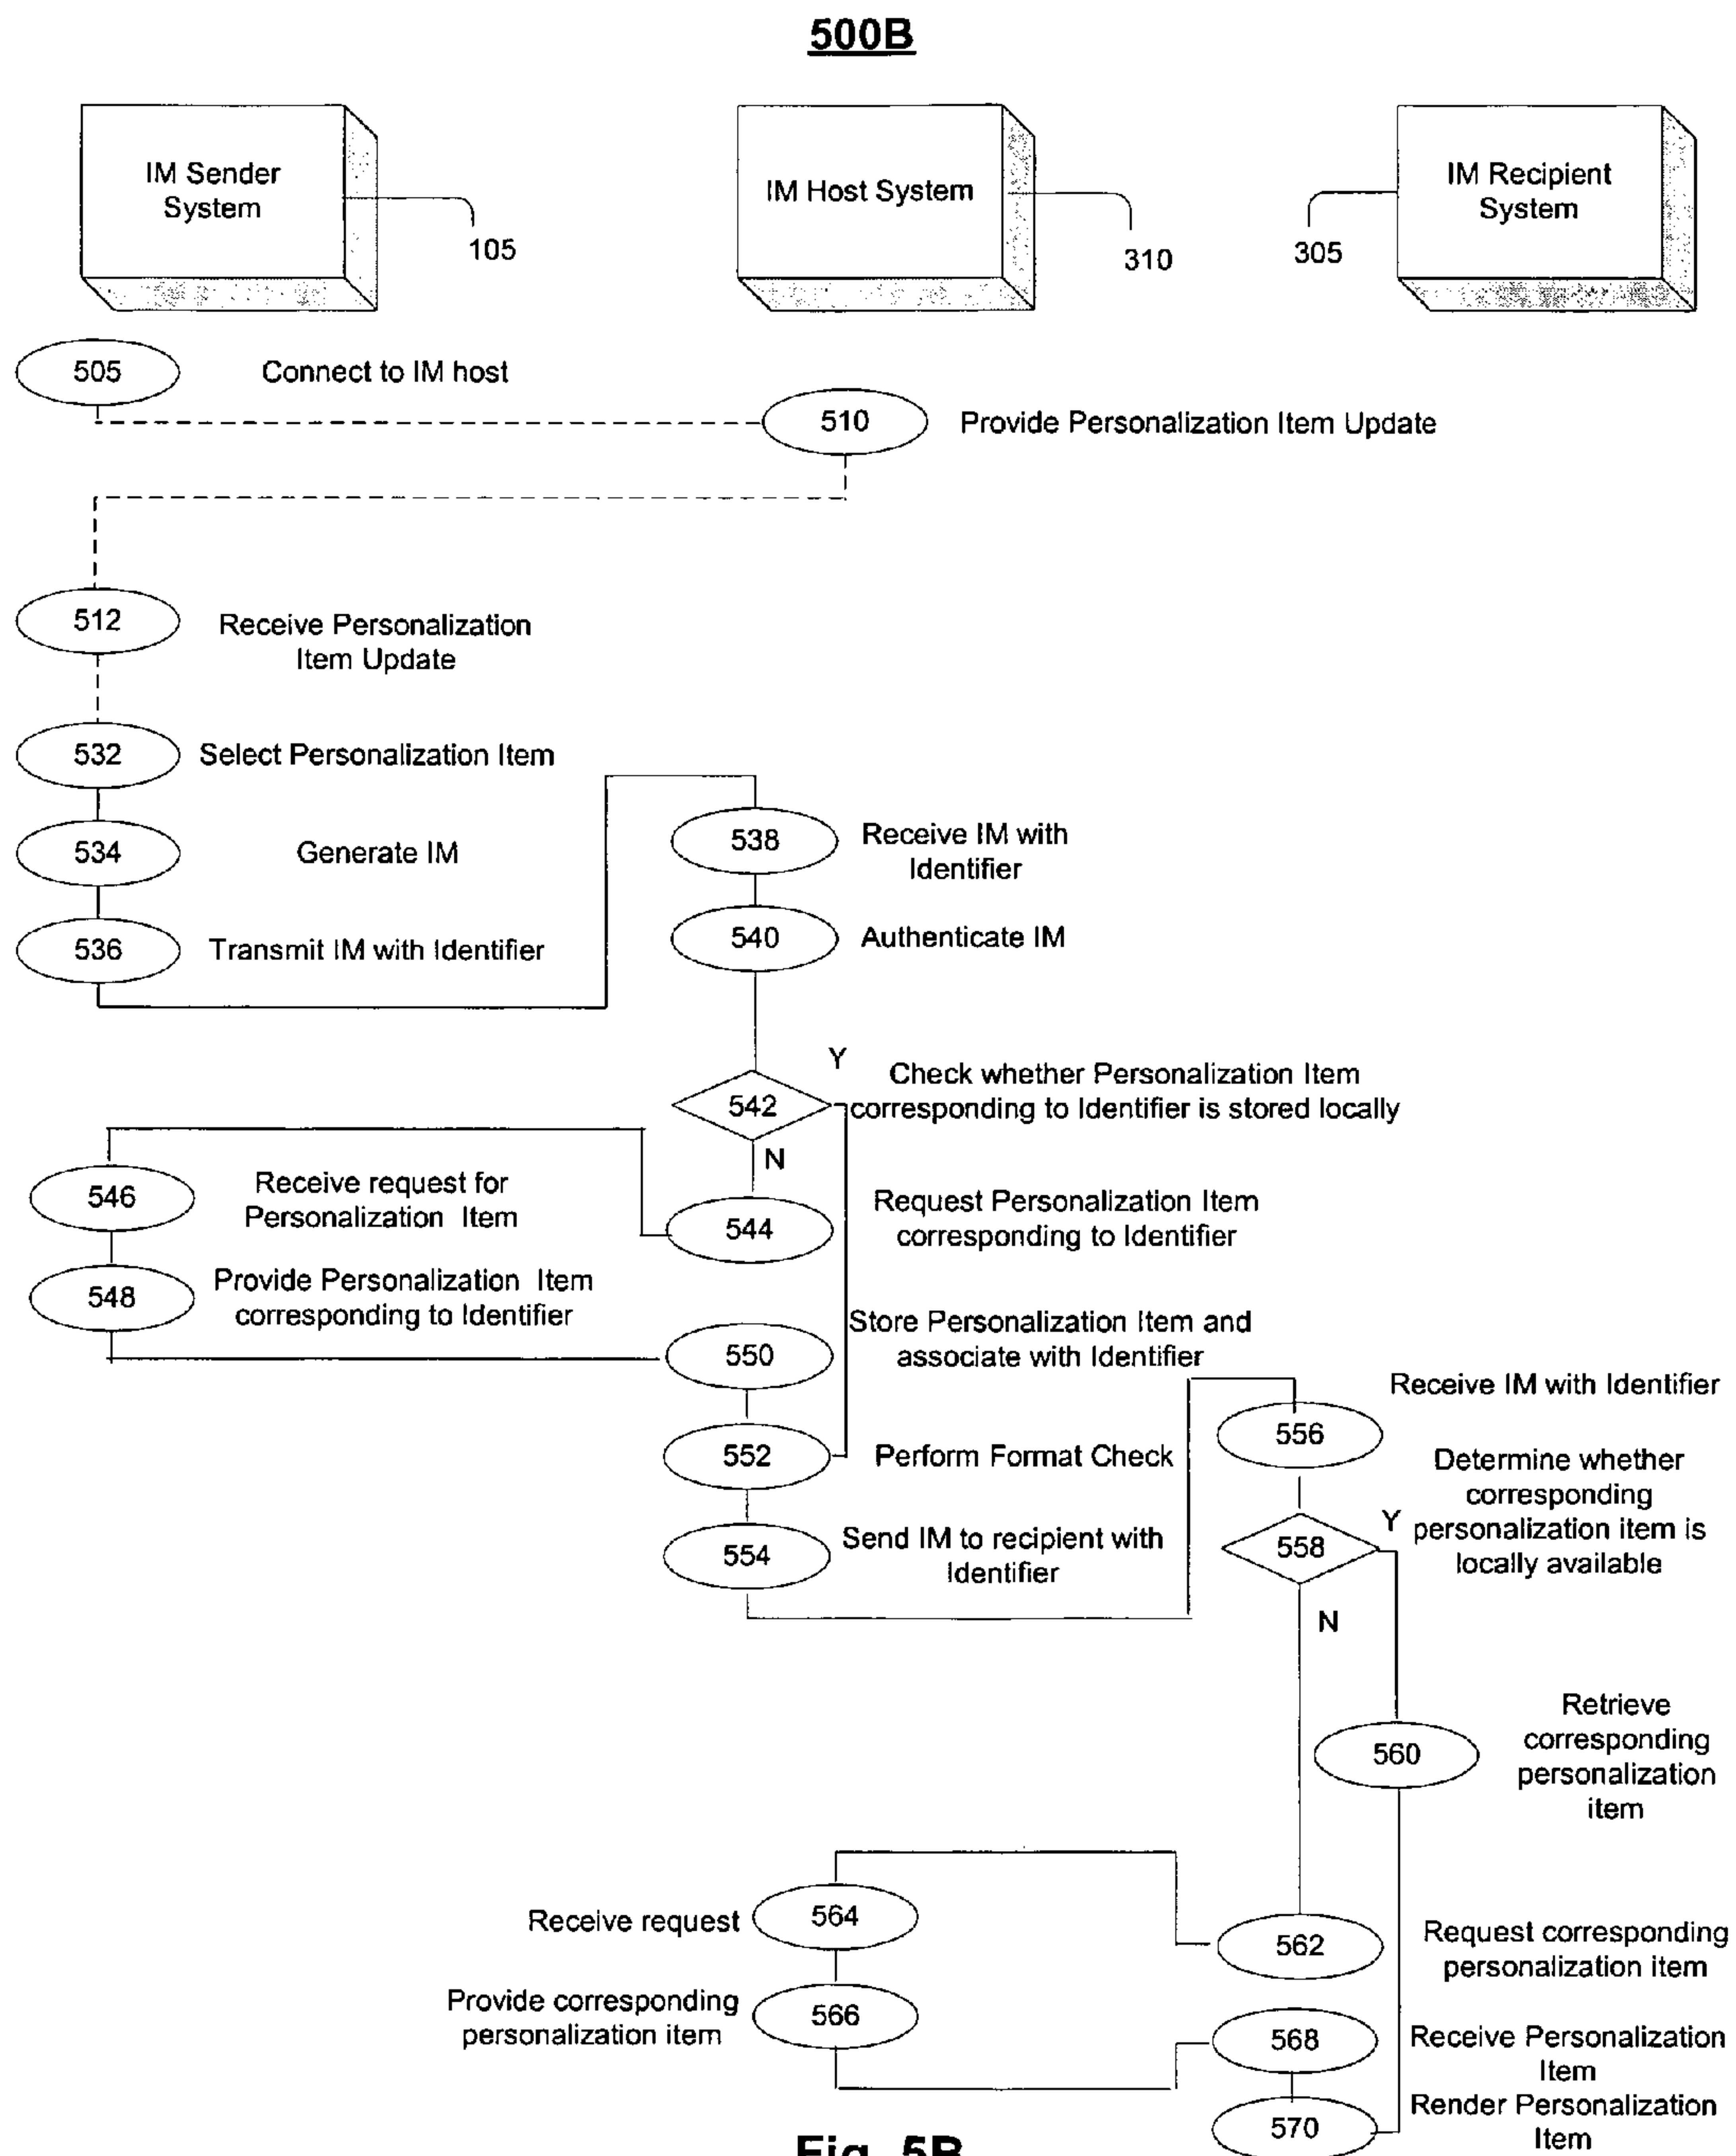 500B
IM Sender
System
105
IM Host System
310
305
IM Recipient
System
505
Connect to IM host
510
Provide Personalization Item Update
512
Receive Personalization
Item Update
532
Select Personalization Item
534
Generate IM
536
Transmit IM with Identifier
538
Receive IM with
Identifier
540
Authenticate IM
542
Y
N
Check whether Personalization Item
corresponding to Identifier is stored locally
544
Request Personalization Item
corresponding to Identifier
546
Receive request for
Personalization Item
548
Provide Personalization Item
corresponding to Identifier
550
Store Personalization Item and
associate with Identifier
552
Perform Format Check
554
Send IM to recipient with
Identifier
556
Receive IM with Identifier
558
Y
N
Determine whether
corresponding
personalization item is
locally available
560
Retrieve
corresponding
personalization
item
562
Request corresponding
personalization item
564
Receive request
566
Provide corresponding
personalization item
568
Receive Personalization
Item
570
Render Personalization
Item
Fig. 5B